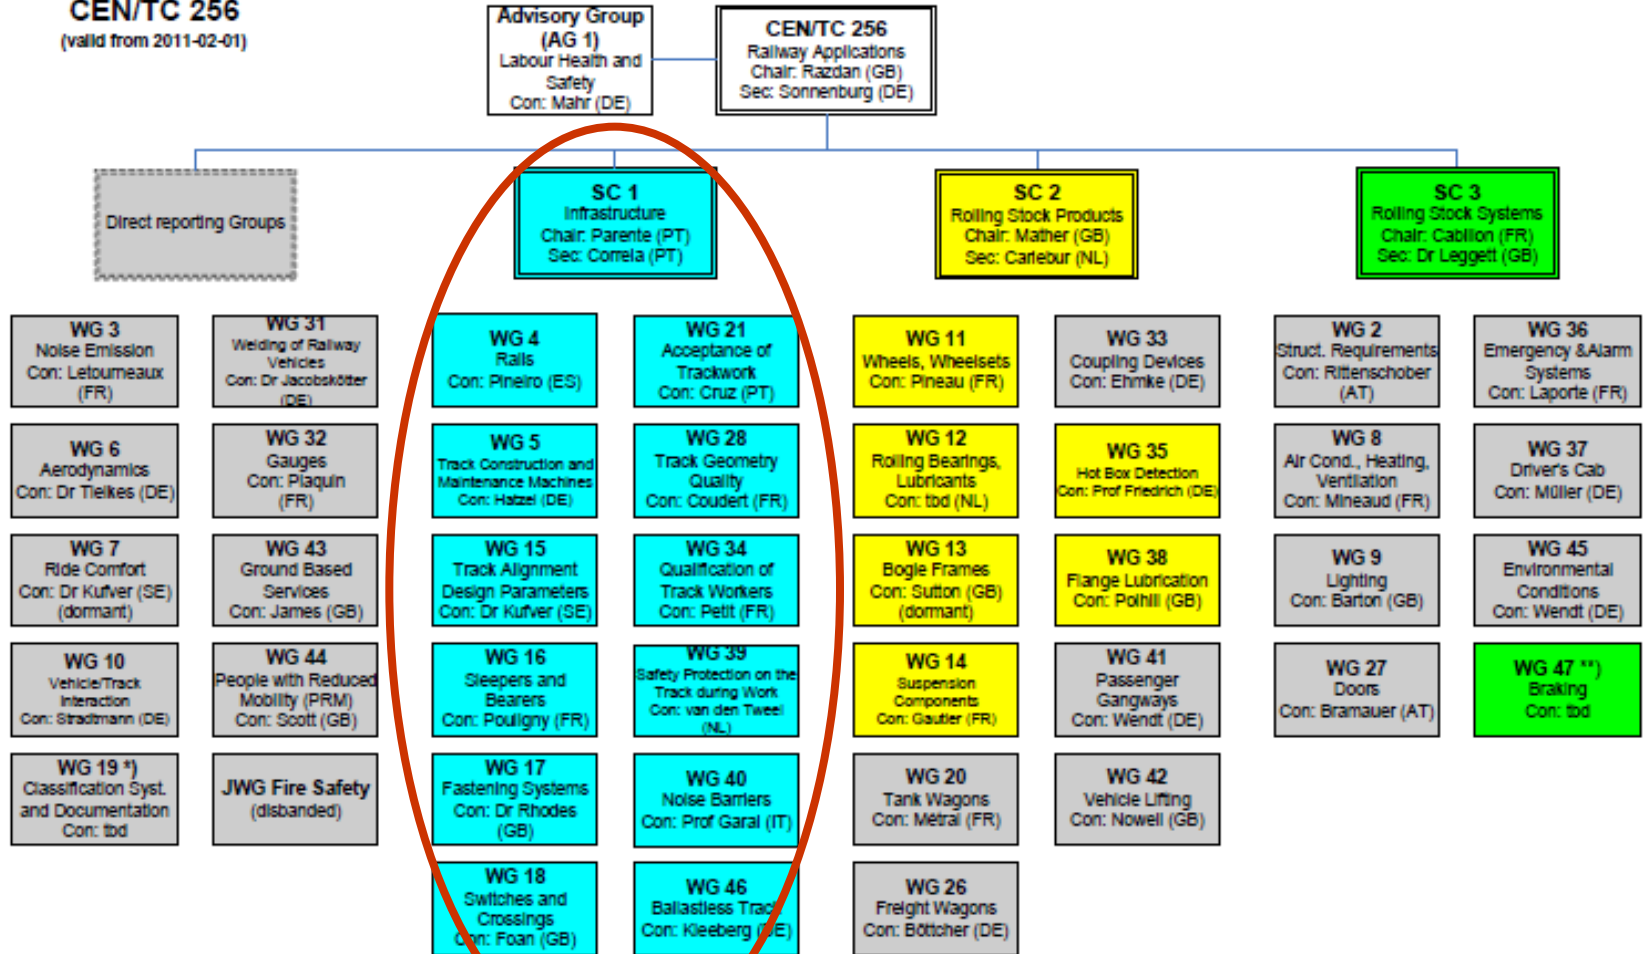 CEN/TC 256
(valid from 2011-02-01)
Advisory Group
(AG 1)
Labour Health and
Safety
Con: Mahr (DE)
CEN/TC 256
Railway Applications
Chair: Razdan (GB)
Sec: Sonnenburg (DE)
Direct reporting Groups
SC 1
Infrastructure
Chair: Parente (PT)
Sec: Correia (PT)
SC 2
Rolling Stock Products
Chair: Mather (GB)
Sec: Carlebur (NL)
SC 3
Rolling Stock Systems
Chair: Cabillon (FR)
Sec: Dr Leggett (GB)
WG 3
Noise Emission
Con: Letourneaux
(FR)
WG 31
Welding of Railway
Vehicles
Con: Dr Jacobskötter
(DE)
WG 4
Rails
Con: Pineiro (ES)
WG 21
Acceptance of
Trackwork
Con: Cruz (PT)
WG 11
Wheels, Wheelsets
Con: Pineau (FR)
WG 33
Coupling Devices
Con: Ehmke (DE)
WG 2
Struct. Requirements
Con: Rittenschober
(AT)
WG 36
Emergency &Alarm
Systems
Con: Laporte (FR)
WG 6
Aerodynamics
Con: Dr Tielkes (DE)
WG 32
Gauges
Con: Plaquin
(FR)
WG 5
Track Construction and
Maintenance Machines
Con: Hatzel (DE)
WG 28
Track Geometry
Quality
Con: Coudert (FR)
WG 12
Rolling Bearings,
Lubricants
Con: tbd (NL)
WG 35
Hot Box Detection
Con: Prof Friedrich (DE)
WG 8
Air Cond., Heating,
Ventilation
Con: Mineaud (FR)
WG 37
Driver's Cab
Con: Müller (DE)
WG 7
Ride Comfort
Con: Dr Kufver (SE)
(dormant)
WG 43
Ground Based
Services
Con: James (GB)
WG 15
Track Alignment
Design Parameters
Con: Dr Kufver (SE)
WG 34
Qualification of
Track Workers
Con: Petit (FR)
WG 13
Bogie Frames
Con: Sutton (GB)
(dormant)
WG 38
Flange Lubrication
Con: Polhill (GB)
WG 9
Lighting
Con: Barton (GB)
WG 45
Environmental
Conditions
Con: Wendt (DE)
WG 10
Vehicle/Track
Interaction
Con: Stradtmann (DE)
WG 44
People with Reduced
Mobility (PRM)
Con: Scott (GB)
WG 16
Sleepers and
Bearers
Con: Pouligny (FR)
WG 39
Safety Protection on the
Track during Work
Con: van den Tweel
(NL)
WG 14
Suspension
Components
Con: Gautier (FR)
WG 41
Passenger
Gangways
Con: Wendt (DE)
WG 27
Doors
Con: Bramauer (AT)
WG 47 **)
Braking
Con: tbd
WG 19 *)
Classification Syst.
and Documentation
Con: tbd
JWG Fire Safety
(disbanded)
WG 17
Fastening Systems
Con: Dr Rhodes
(GB)
WG 40
Noise Barriers
Con: Prof Garai (IT)
WG 20
Tank Wagons
Con: Métral (FR)
WG 42
Vehicle Lifting
Con: Nowell (GB)
WG 18
Switches and
Crossings
Con: Foan (GB)
WG 46
Ballastless Track
Con: Kleeberg (DE)
WG 26
Freight Wagons
Con: Böttcher (DE)